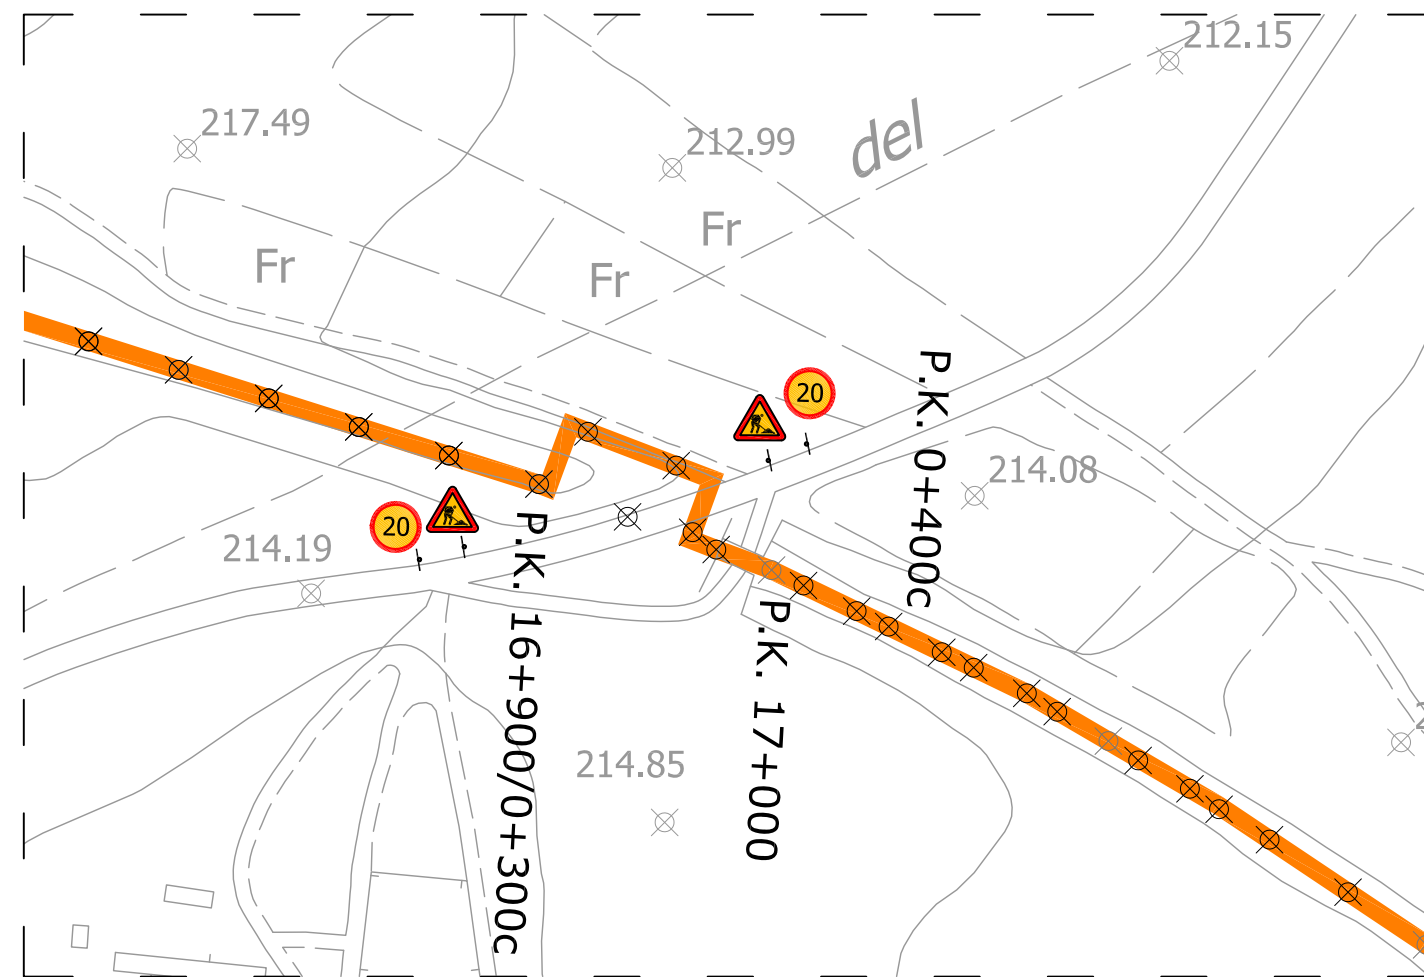 212.15
217.49
212.99
del
Fr
Fr
Fr
20
P.K. 0+400c
214.08
20
214.19
P.K. 16+900/0+300c
P.K. 17+000
214.85